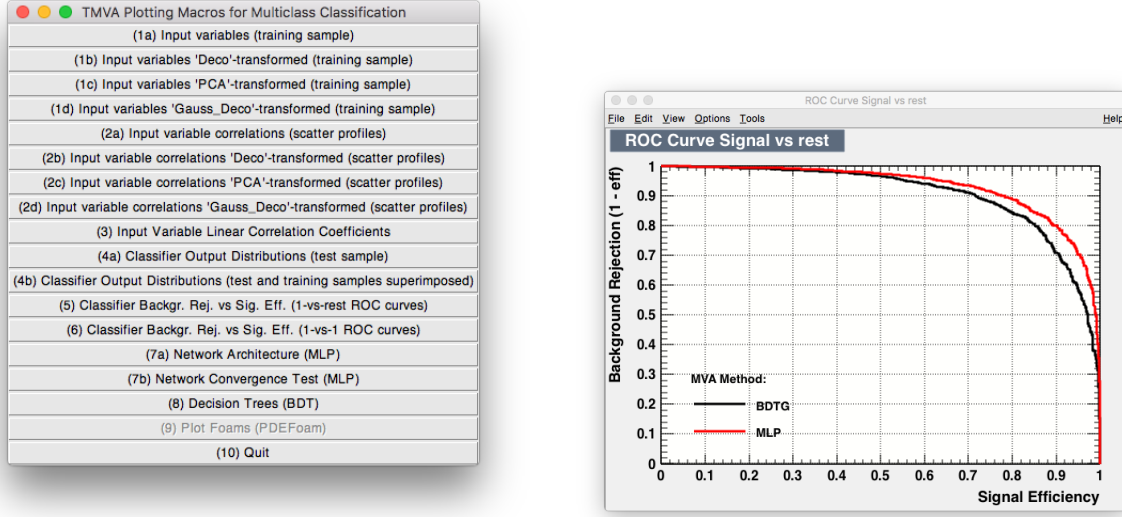 TMVA Plotting Macros for Multiclass Classification
(1a) Input variables (training sample)
(1b) Input variables 'Deco'-transformed (training sample)
(1c) Input variables 'PCA'-transformed (training sample)
(1d) Input variables 'Gauss_Deco'-transformed (training sample)
(2a) Input variable correlations (scatter profiles)
(2b) Input variable correlations 'Deco'-transformed (scatter profiles)
(2c) Input variable correlations 'PCA'-transformed (scatter profiles)
(2d) Input variable correlations 'Gauss_Deco'-transformed (scatter profiles)
(3) Input Variable Linear Correlation Coefficients
(4a) Classifier Output Distributions (test sample)
(4b) Classifier Output Distributions (test and training samples superimposed)
(5) Classifier Backgr. Rej. vs Sig. Eff. (1-vs-rest ROC curves)
(6) Classifier Backgr. Rej. vs Sig. Eff. (1-vs-1 ROC curves)
(7a) Network Architecture (MLP)
(7b) Network Convergence Test (MLP)
(8) Decision Trees (BDT)
(9) Plot Foams (PDEFoam)
(10) Quit
ROC Curve Signal vs rest
File Edit View Options Tools Help
ROC Curve Signal vs rest
Background Rejection (1 - eff)
1
0.9
0.8
0.7
0.6
0.5
0.4
0.3
0.2
0.1
0
MVA Method:
BDTG
MLP
0 0.1 0.2 0.3 0.4 0.5 0.6 0.7 0.8 0.9 1
Signal Efficiency